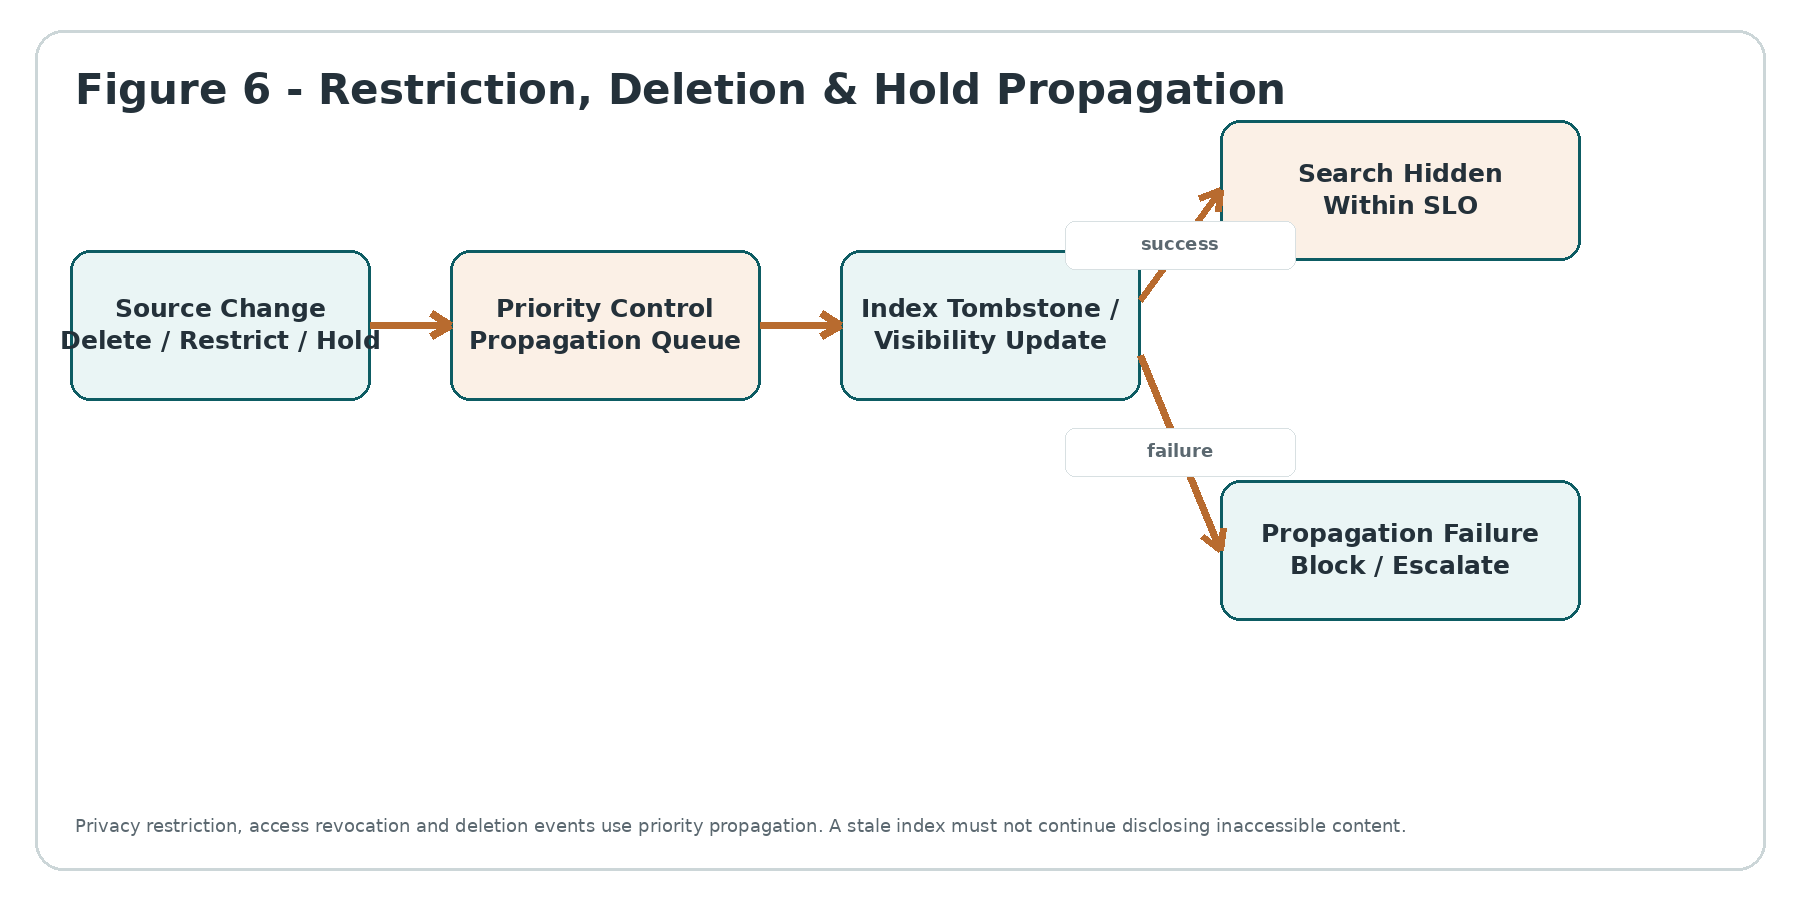 Figure 6 - Restriction, Deletion & Hold Propagation
Search Hidden
Within SLO
success
Source Change
Delete / Restrict / Hold
Priority Control
Propagation Queue
Index Tombstone /
Visibility Update
failure
Propagation Failure
Block / Escalate
Privacy restriction, access revocation and deletion events use priority propagation. A stale index must not continue disclosing inaccessible content.